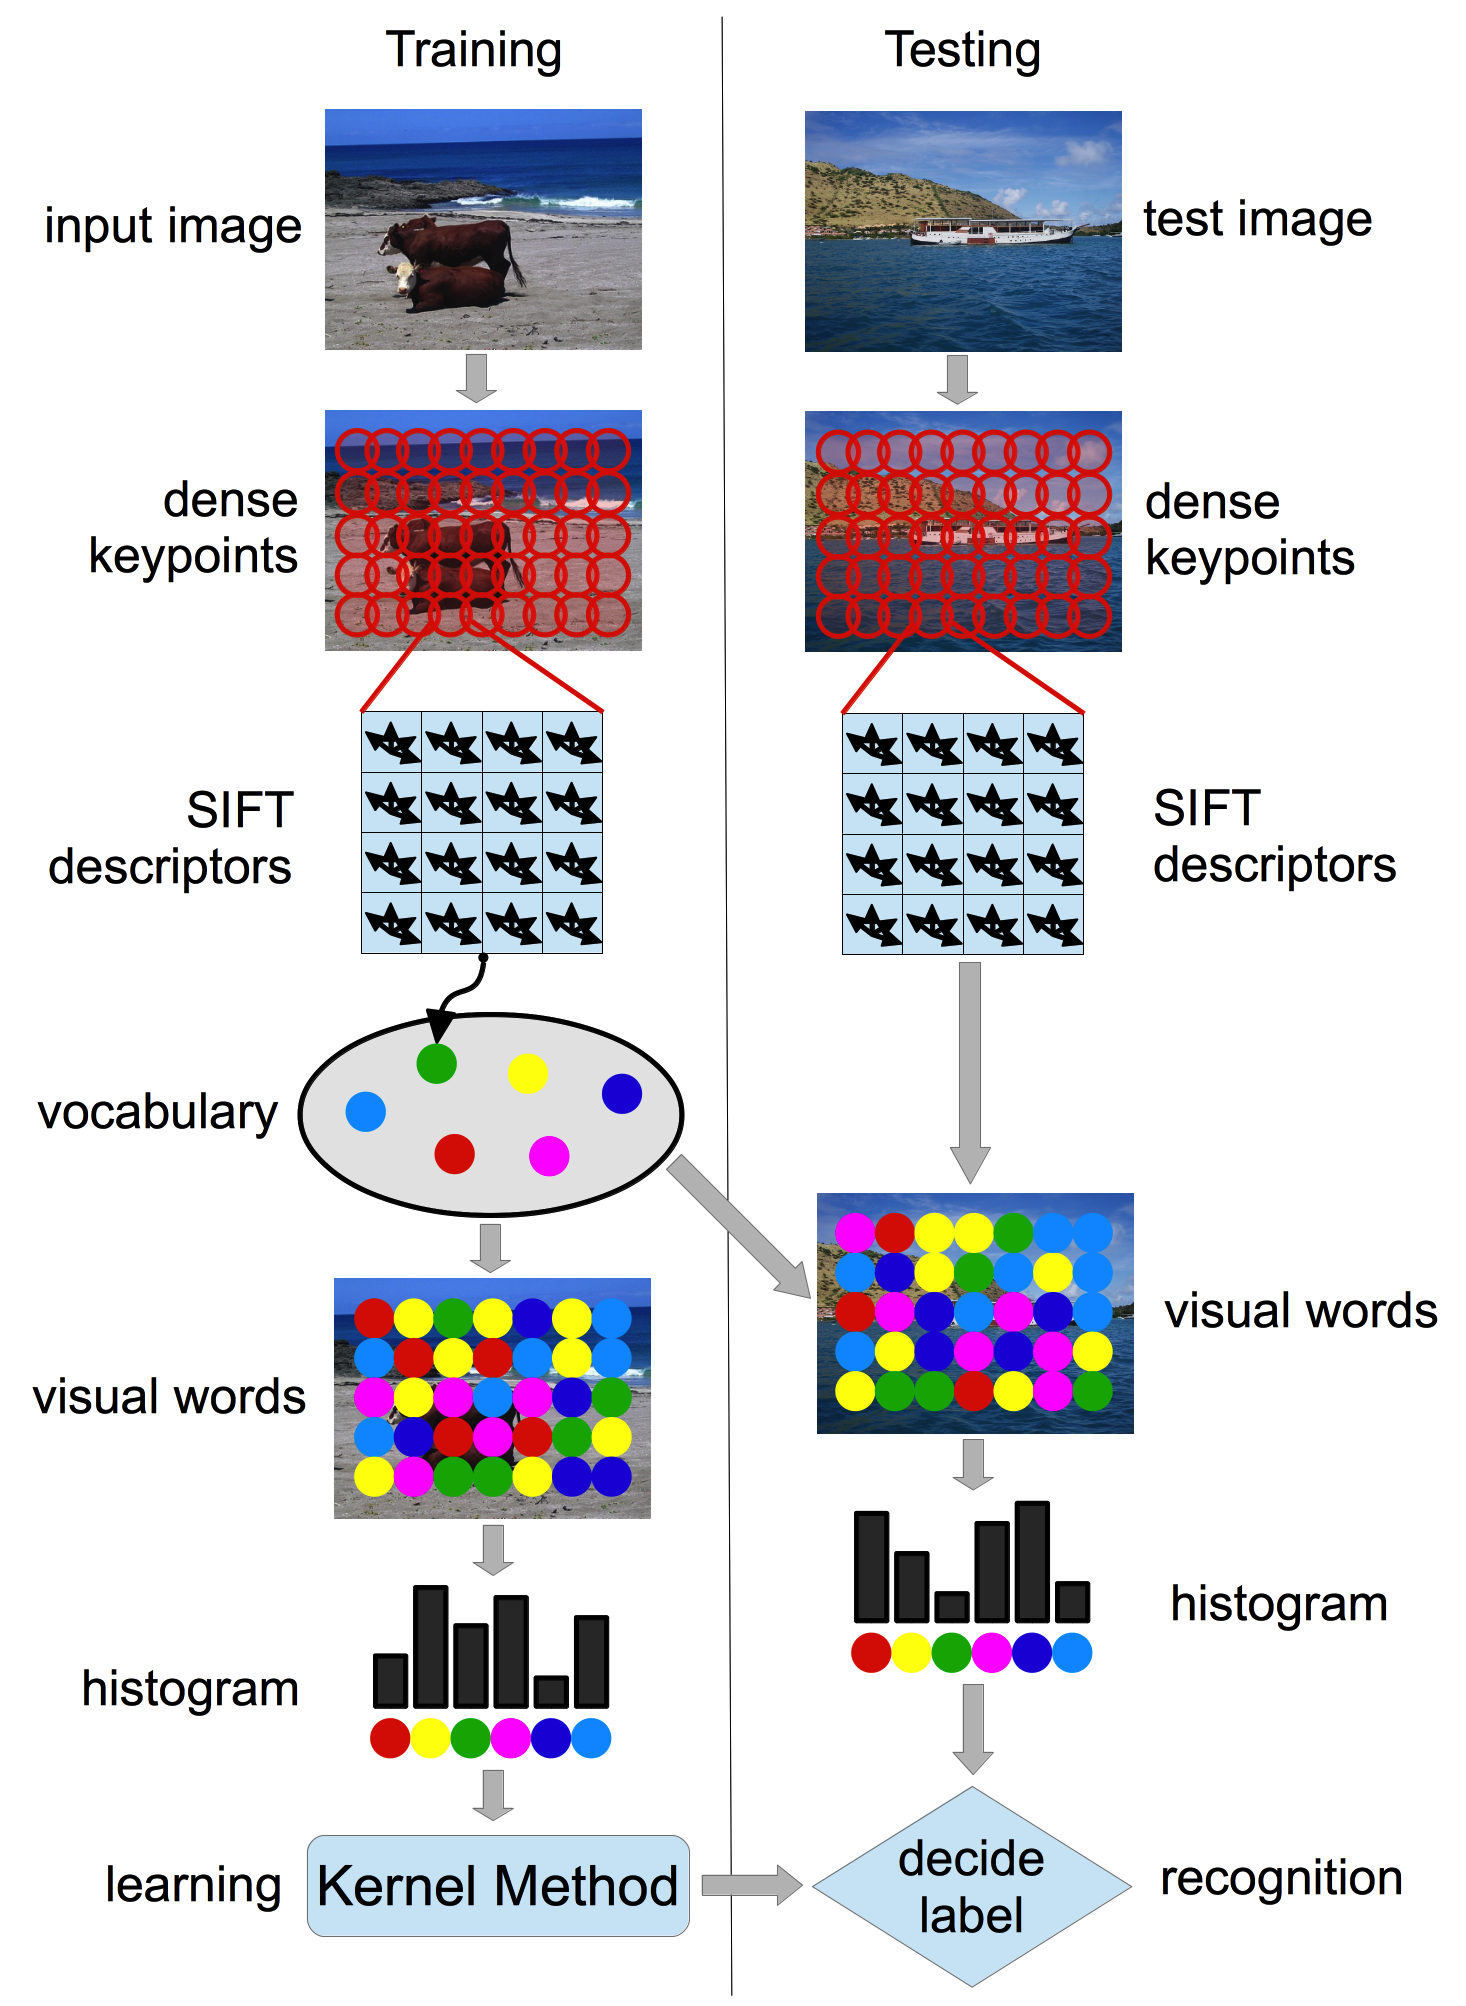 Training
Testing
input image
test image
dense
keypoints
dense
keypoints
SIFT
descriptors
SIFT
descriptors
vocabulary
visual words
visual words
histogram
histogram
learning
Kernel Method
decide
label
recognition